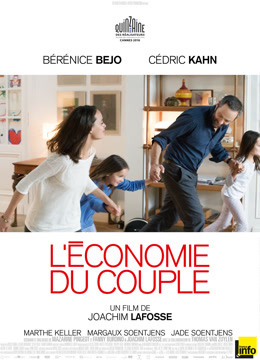 QUINZAINE
DES RÉALISATEURS
CANNES 2016
BÉRÉNICE BEJO CÉDRIC KAHN
L'ÉCONOMIE
DU COUPLE
UN FILM DE
JOACHIM LAFOSSE
MARTHE KELLER MARGAUX SOENTJENS JADE SOENTJENS
info